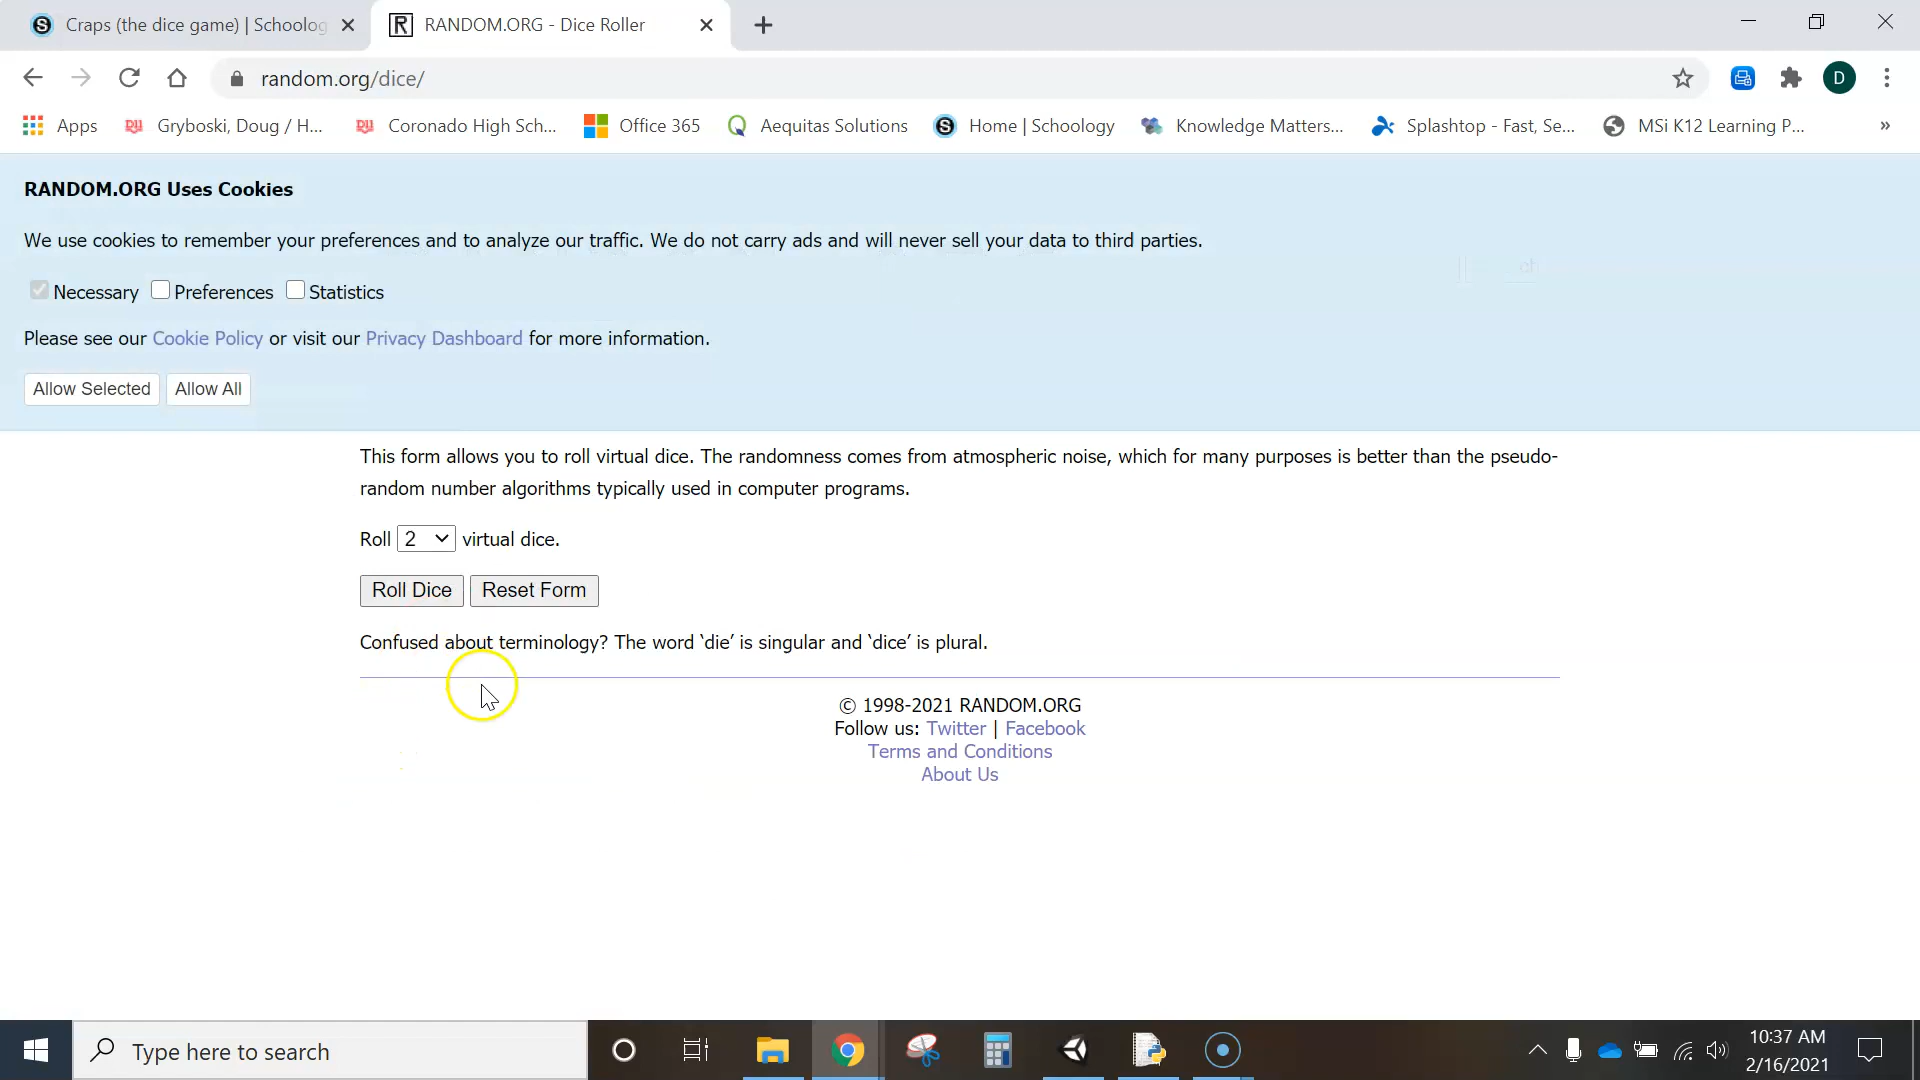 Craps (the dice game) | Schoolog
RANDOM.ORG - Dice Roller
random.org/dice/
D
Apps
Gryboski, Doug / H...
Coronado High Sch...
Office 365
Aequitas Solutions
Home | Schoology
Knowledge Matters...
Splashtop - Fast, Se...
MSi K12 Learning P...
»
RANDOM.ORG Uses Cookies
We use cookies to remember your preferences and to analyze our traffic. We do not carry ads and will never sell your data to third parties.
Necessary Preferences Statistics
Please see our Cookie Policy or visit our Privacy Dashboard for more information.
Allow Selected Allow All
This form allows you to roll virtual dice. The randomness comes from atmospheric noise, which for many purposes is better than the pseudo-
random number algorithms typically used in computer programs.
Roll 2 virtual dice.
Roll Dice Reset Form
Confused about terminology? The word ‘die’ is singular and ‘dice’ is plural.
© 1998-2021 RANDOM.ORG
Follow us: Twitter | Facebook
Terms and Conditions
About Us
Type here to search
10:37 AM
2/16/2021